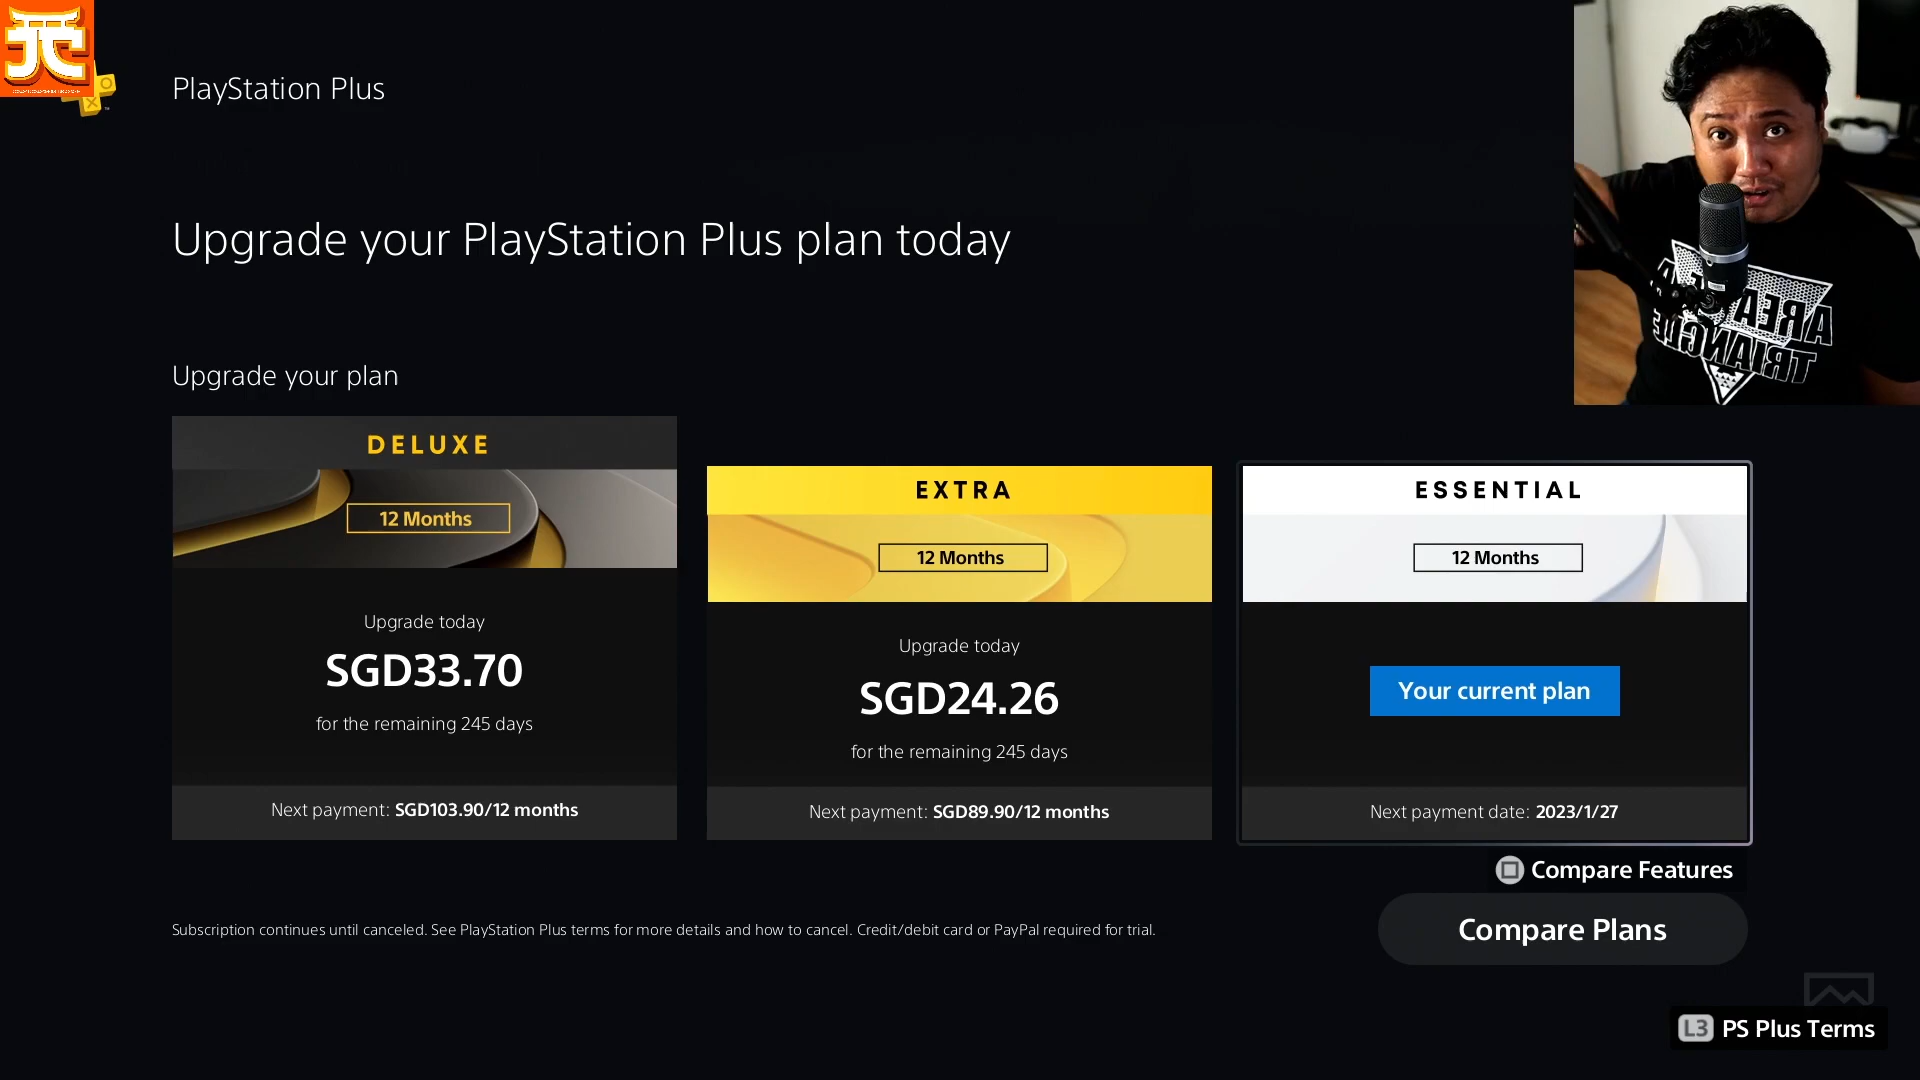 PlayStation Plus
Upgrade your PlayStation Plus plan today
Upgrade your plan
DELUXE
12 Months
Upgrade today
SGD33.70
for the remaining 245 days
Next payment: SGD103.90/12 months
EXTRA
12 Months
Upgrade today
SGD24.26
for the remaining 245 days
Next payment: SGD89.90/12 months
ESSENTIAL
12 Months
Your current plan
Next payment date: 2023/1/27
Compare Features
Subscription continues until canceled. See PlayStation Plus terms for more details and how to cancel. Credit/debit card or PayPal required for trial.
Compare Plans
L3 PS Plus Terms
AREA
TRIANGLE